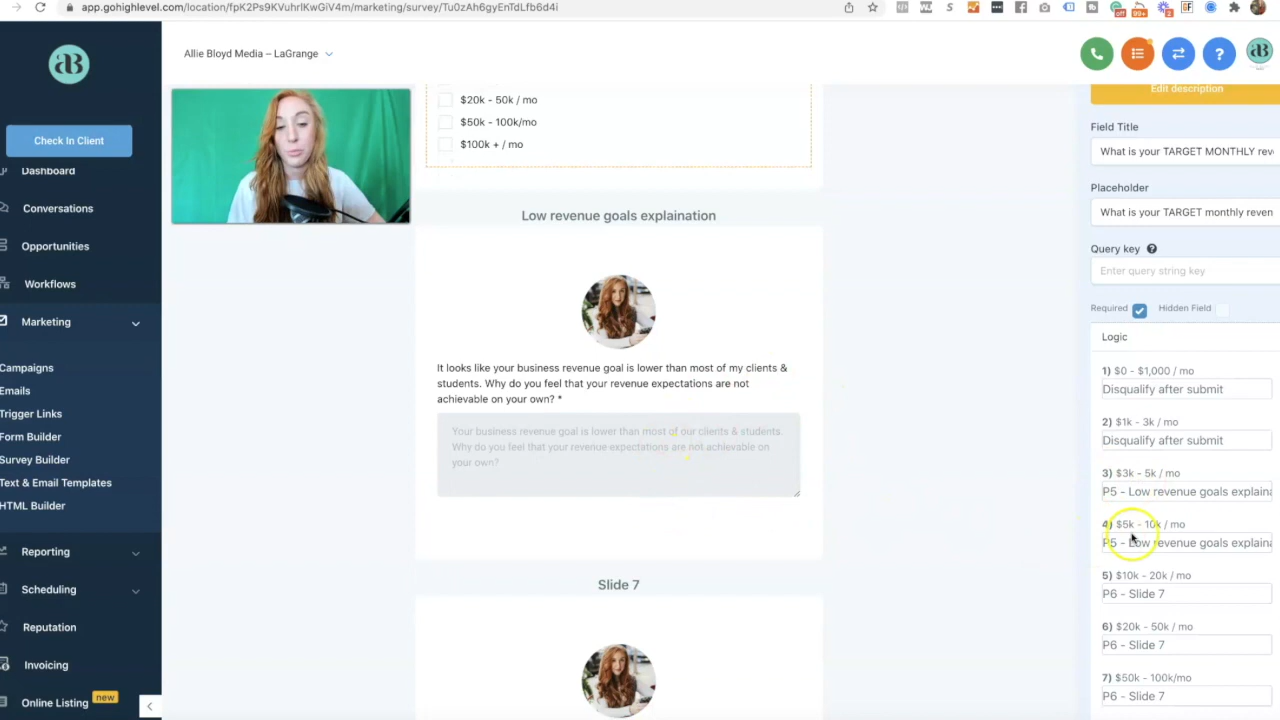 app.gohighlevel.com/location/fpK2Ps9KVuhrlKwGiV4m/marketing/survey/Tu0zAh6gyEnTdLfb6d4i
off
99+
2
GF
aB
Allie Bloyd Media – LaGrange
?
aB
Check In Client
Dashboard
Conversations
Opportunities
Workflows
Marketing
Campaigns
Emails
Trigger Links
Form Builder
Survey Builder
Text & Email Templates
HTML Builder
Reporting
Scheduling
Reputation
Invoicing
Online Listing new
$20k - 50k / mo
$50k - 100k/mo
$100k + / mo
Low revenue goals explaination
It looks like your business revenue goal is lower than most of my clients &
students. Why do you feel that your revenue expectations are not
achievable on your own? *
Your business revenue goal is lower than most of our clients & students.
Why do you feel that your revenue expectations are not achievable on
your own?
Slide 7
Edit description
Field Title
What is your TARGET MONTHLY rev
Placeholder
What is your TARGET monthly reven
Query key ?
Enter query string key
Required Hidden Field
Logic
1) $0 - $1,000 / mo
Disqualify after submit
2) $1k - 3k / mo
Disqualify after submit
3) $3k - 5k / mo
P5 - Low revenue goals explaina
4) $5k - 10k / mo
P5 - Low revenue goals explaina
5) $10k - 20k / mo
P6 - Slide 7
6) $20k - 50k / mo
P6 - Slide 7
7) $50k - 100k/mo
P6 - Slide 7